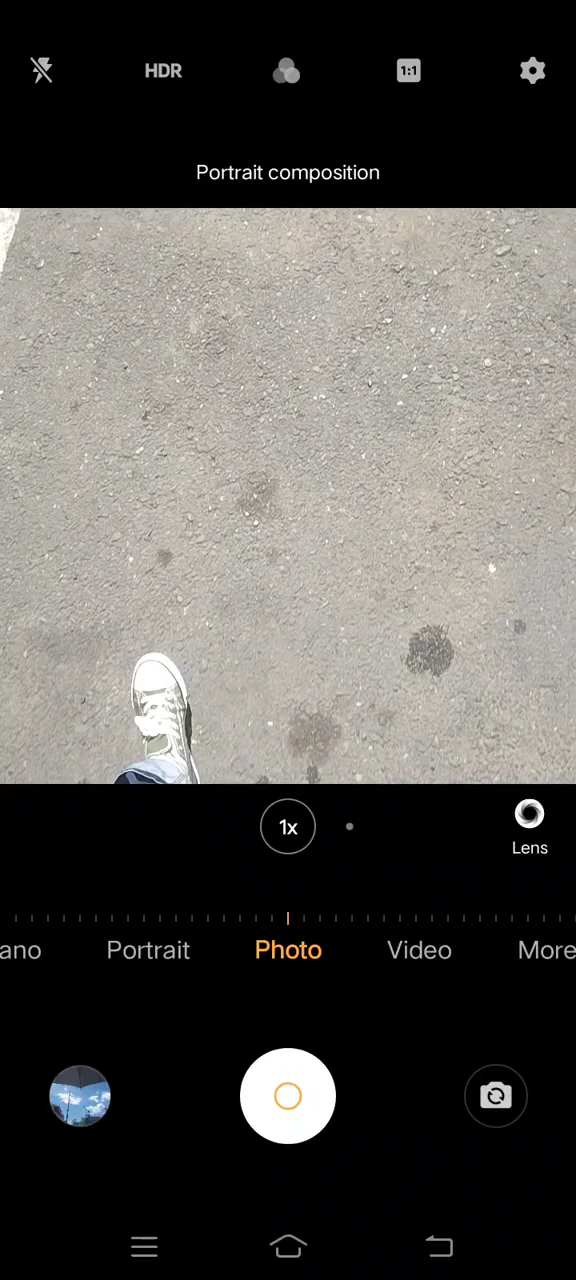 HDR
1:1
Portrait composition
1x
Lens
ano
Portrait
Photo
Video
More